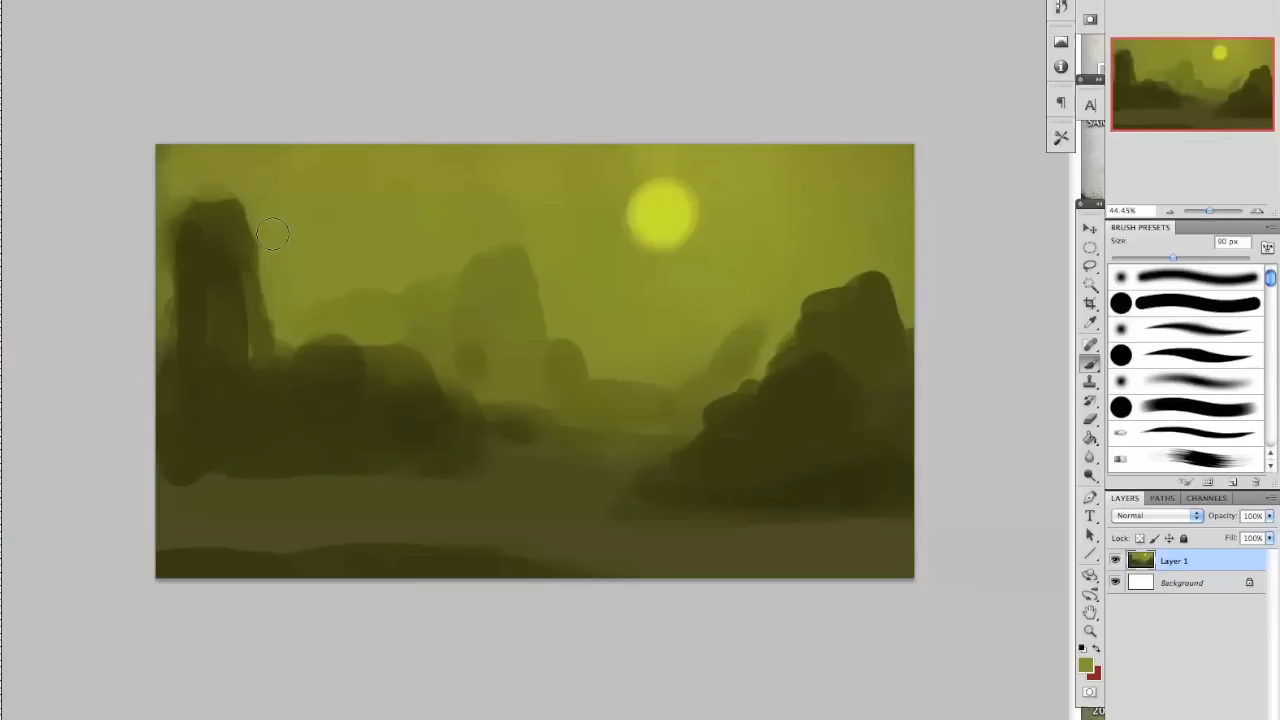 A|
44.45%
BRUSH PRESETS
Size:
90 px
LAYERS PATHS CHANNELS
Normal
Opacity: 100%
Lock:
Fill: 100%
Layer 1
Background
T